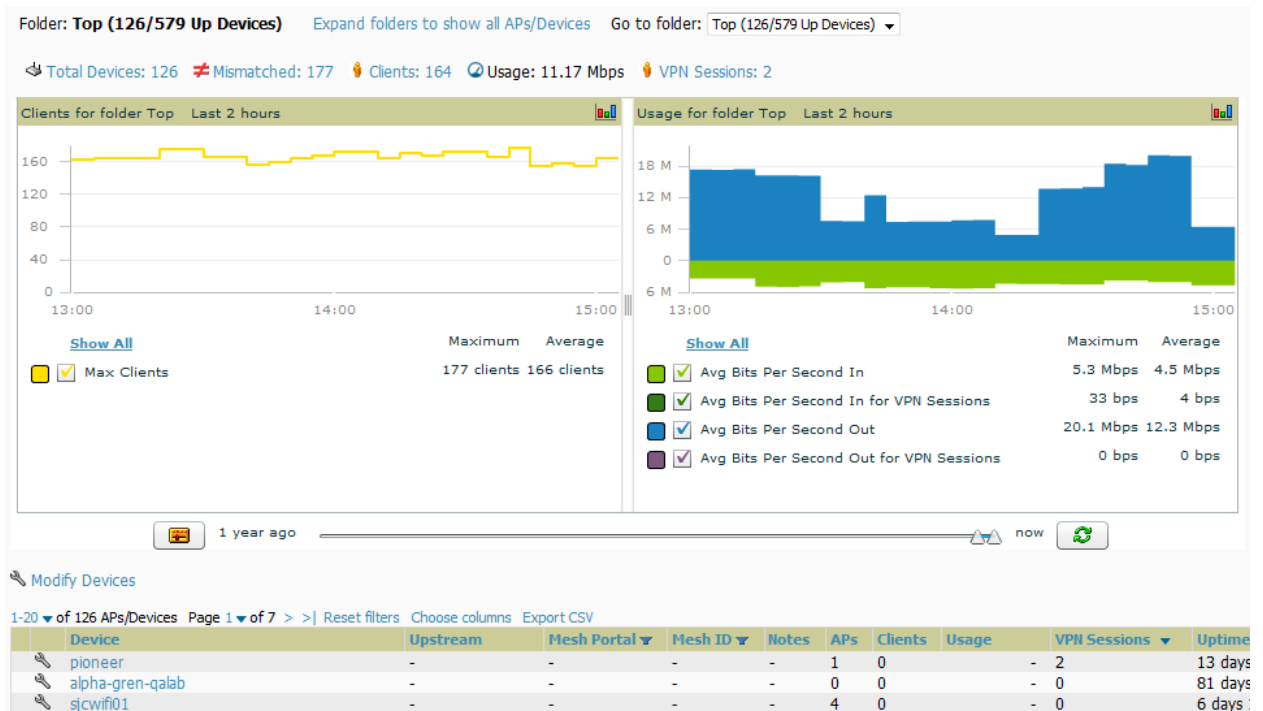 Folder: Top (126/579 Up Devices) Expand folders to show all APs/Devices Go to folder: Top (126/579 Up Devices)
Total Devices: 126 Mismatched: 177 Clients: 164 Usage: 11.17 Mbps VPN Sessions: 2
Clients for folder Top Last 2 hours
160
120
80
40
0
13:00 14:00 15:00
Show All Maximum Average
Max Clients 177 clients 166 clients
Usage for folder Top Last 2 hours
18 M
12 M
6 M
0
6 M
13:00 14:00 15:00
Show All Maximum Average
Avg Bits Per Second In 5.3 Mbps 4.5 Mbps
Avg Bits Per Second In for VPN Sessions 33 bps 4 bps
Avg Bits Per Second Out 20.1 Mbps 12.3 Mbps
Avg Bits Per Second Out for VPN Sessions 0 bps 0 bps
1 year ago now
Modify Devices
1-20 of 126 APs/Devices Page 1 of 7 > >| Reset filters Choose columns Export CSV
Device Upstream Mesh Portal Mesh ID Notes APs Clients Usage VPN Sessions Uptime
pioneer - - - - 1 0 - 2 13 days
alpha-gren-qalab - - - - 0 0 - 0 81 days
sjcwifi01 - - - - 4 0 - 0 6 days